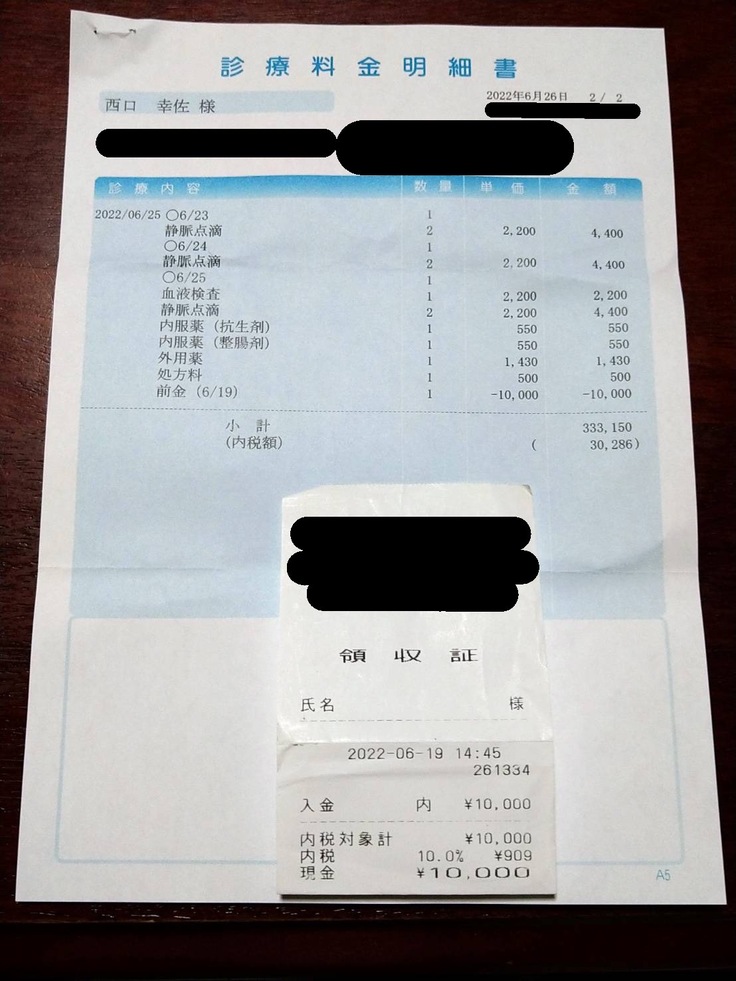 診療料金明細書
西口 幸佐 様
2022年6月26日 2/ 2
診療内容 数量 単価 金額
2022/06/25 〇6/23 1
静脈点滴 2 2,200 4,400
〇6/24 1
静脈点滴 2 2,200 4,400
〇6/25 1
血液検査 1 2,200 2,200
静脈点滴 2 2,200 4,400
内服薬（抗生剤） 1 550 550
内服薬（整腸剤） 1 550 550
外用薬 1 1,430 1,430
処方料 1 500 500
前金（6/19） 1 -10,000 -10,000
小 計 333,150
(内税額) ( 30,286)
領収証
氏名 様
2022-06-19 14:45
261334
入金 内 ¥10,000
内税対象計 ¥10,000
内税 10.0% ¥909
現金 ¥10,000
A5